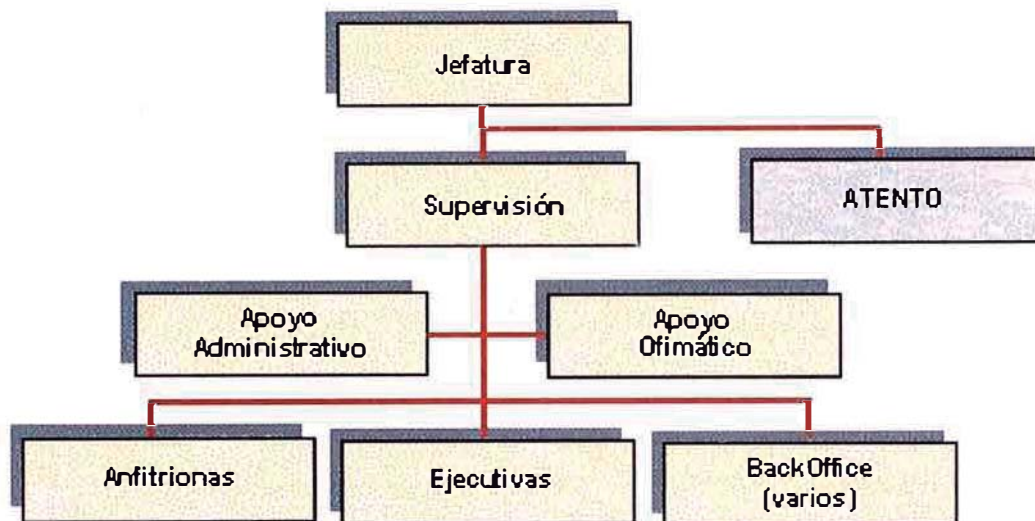 Jefatura
Supervisión
ATENTO
Apoyo
Administrativo
Apoyo
Ofimático
Anfitrionas
Ejecutivas
BackOffice
(varios)